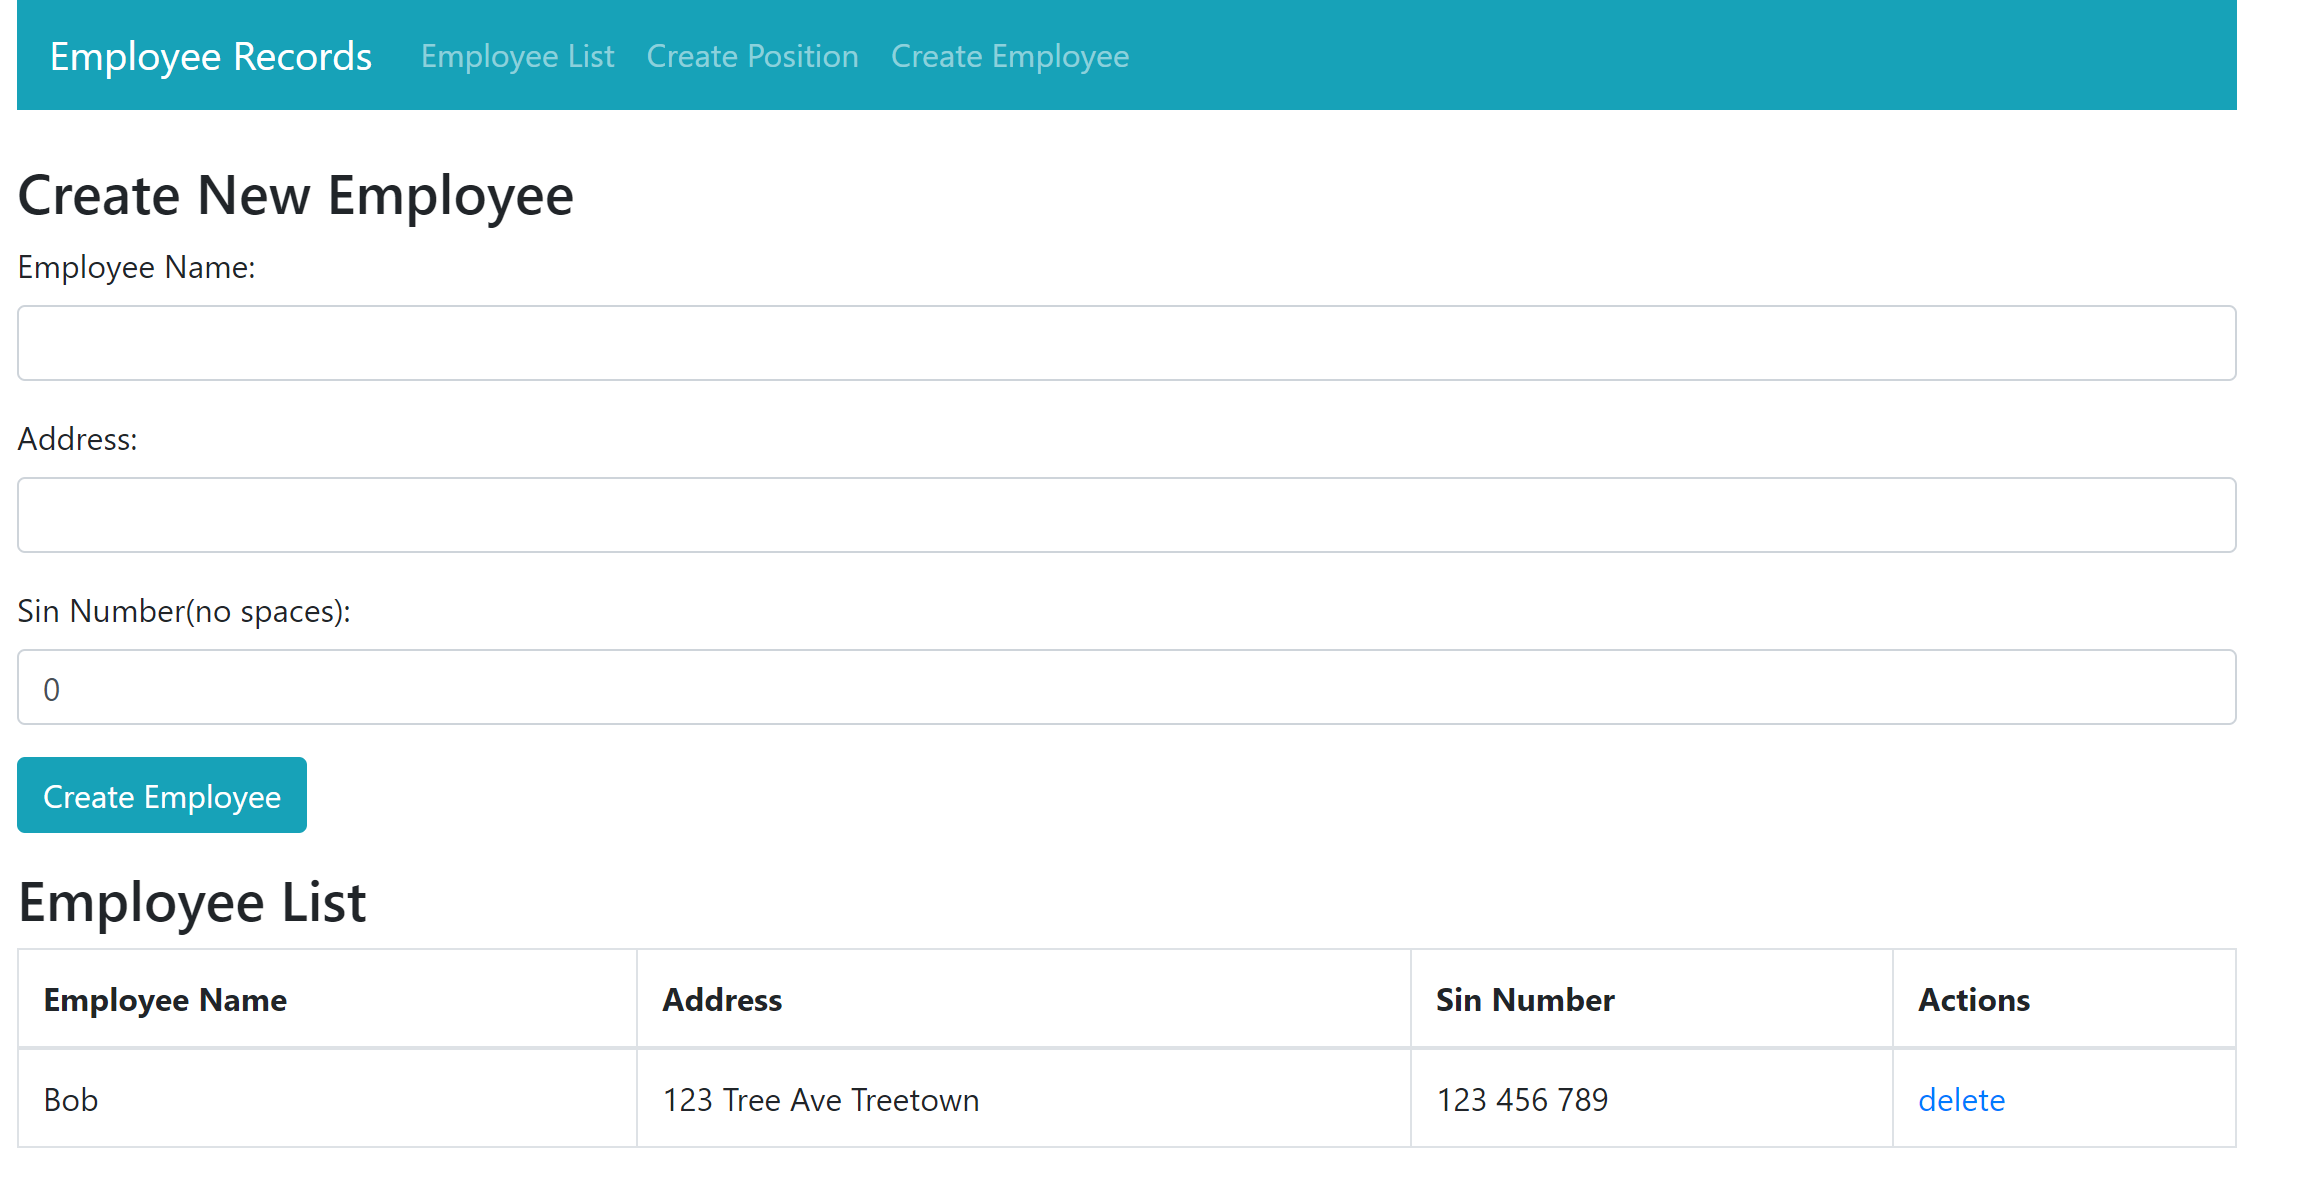 Employee Records Employee List Create Position Create Employee
Create New Employee
Employee Name:
Address:
Sin Number(no spaces):
0
Create Employee
Employee List
Employee Name Address Sin Number Actions
Bob 123 Tree Ave Treetown 123 456 789 delete